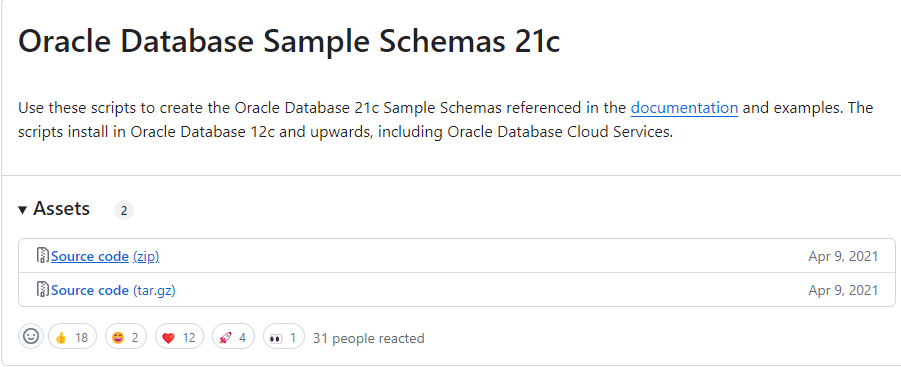 Oracle Database Sample Schemas 21c
Use these scripts to create the Oracle Database 21c Sample Schemas referenced in the documentation and examples. The
scripts install in Oracle Database 12c and upwards, including Oracle Database Cloud Services.
Assets 2
Source code (zip) Apr 9, 2021
Source code (tar.gz) Apr 9, 2021
18 2 12 4 1 31 people reacted